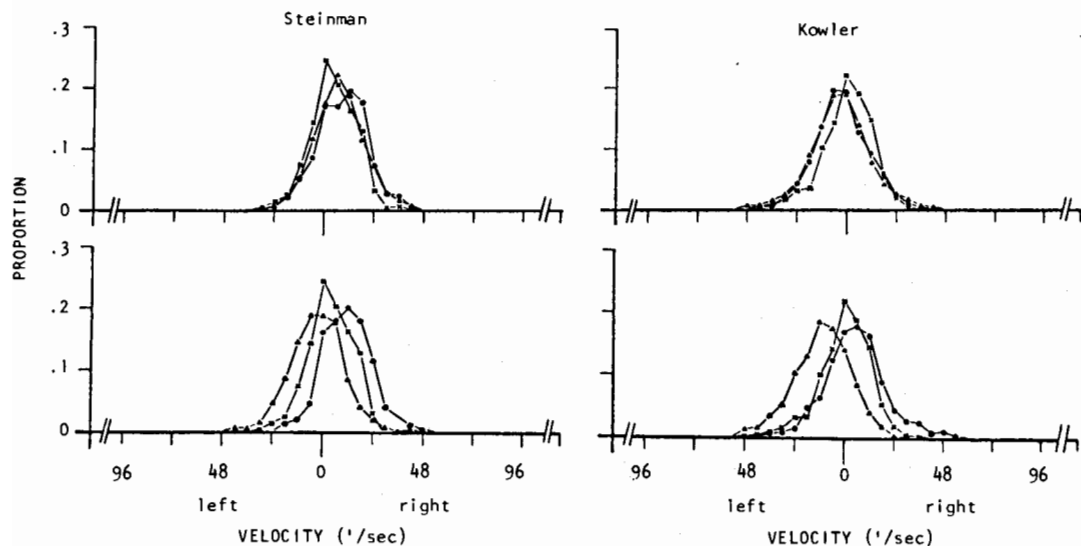 Steinman
Kowler
.3
.2
.1
0
PROPORTION
.3
.2
.1
0
96 48 0 48 96
48 0 48 96
left right
left right
VELOCITY ('/sec)
VELOCITY ('/sec)
96